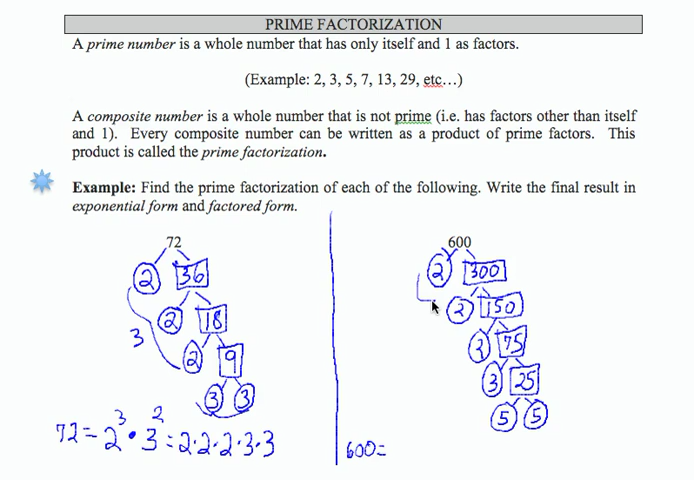 PRIME FACTORIZATION
A prime number is a whole number that has only itself and 1 as factors.
(Example: 2, 3, 5, 7, 13, 29, etc…)
A composite number is a whole number that is not prime (i.e. has factors other than itself
and 1). Every composite number can be written as a product of prime factors. This
product is called the prime factorization.
Example: Find the prime factorization of each of the following. Write the final result in
exponential form and factored form.
72
2 36
2 18
3
2 9
3 3
72 = 2³ • 3² = 2·2·2·3·3
600
2 300
2 150
2 75
3 25
5 5
600=